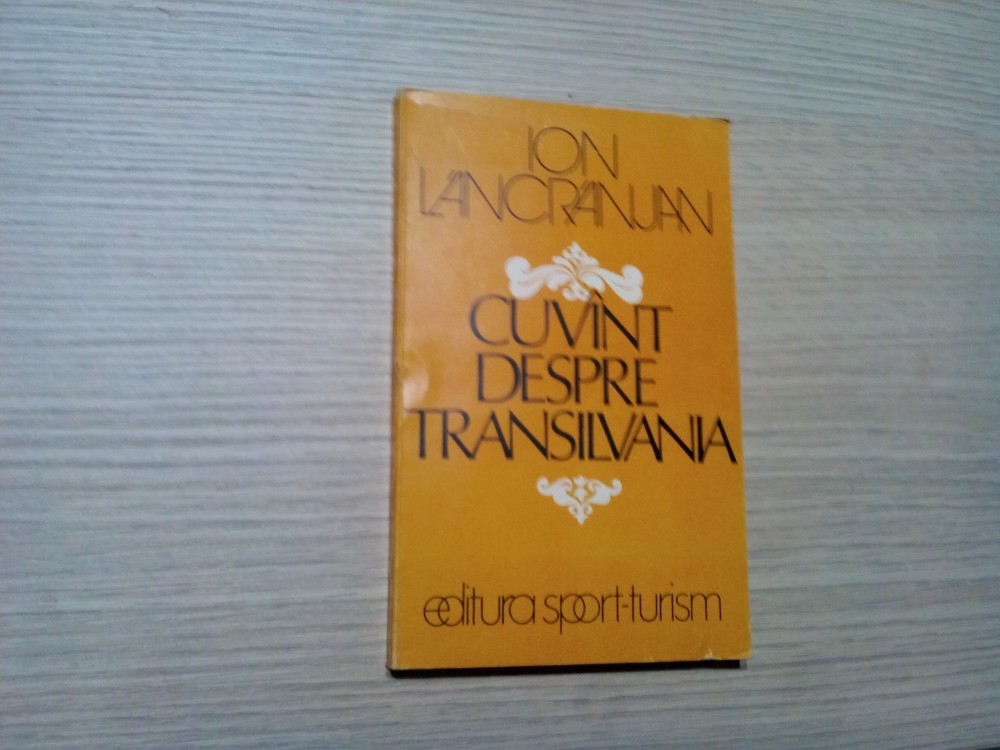 ION
LĂNCRĂNJAN
CUVÎNT
DESPRE
TRANSILVANIA
editura sport-turism